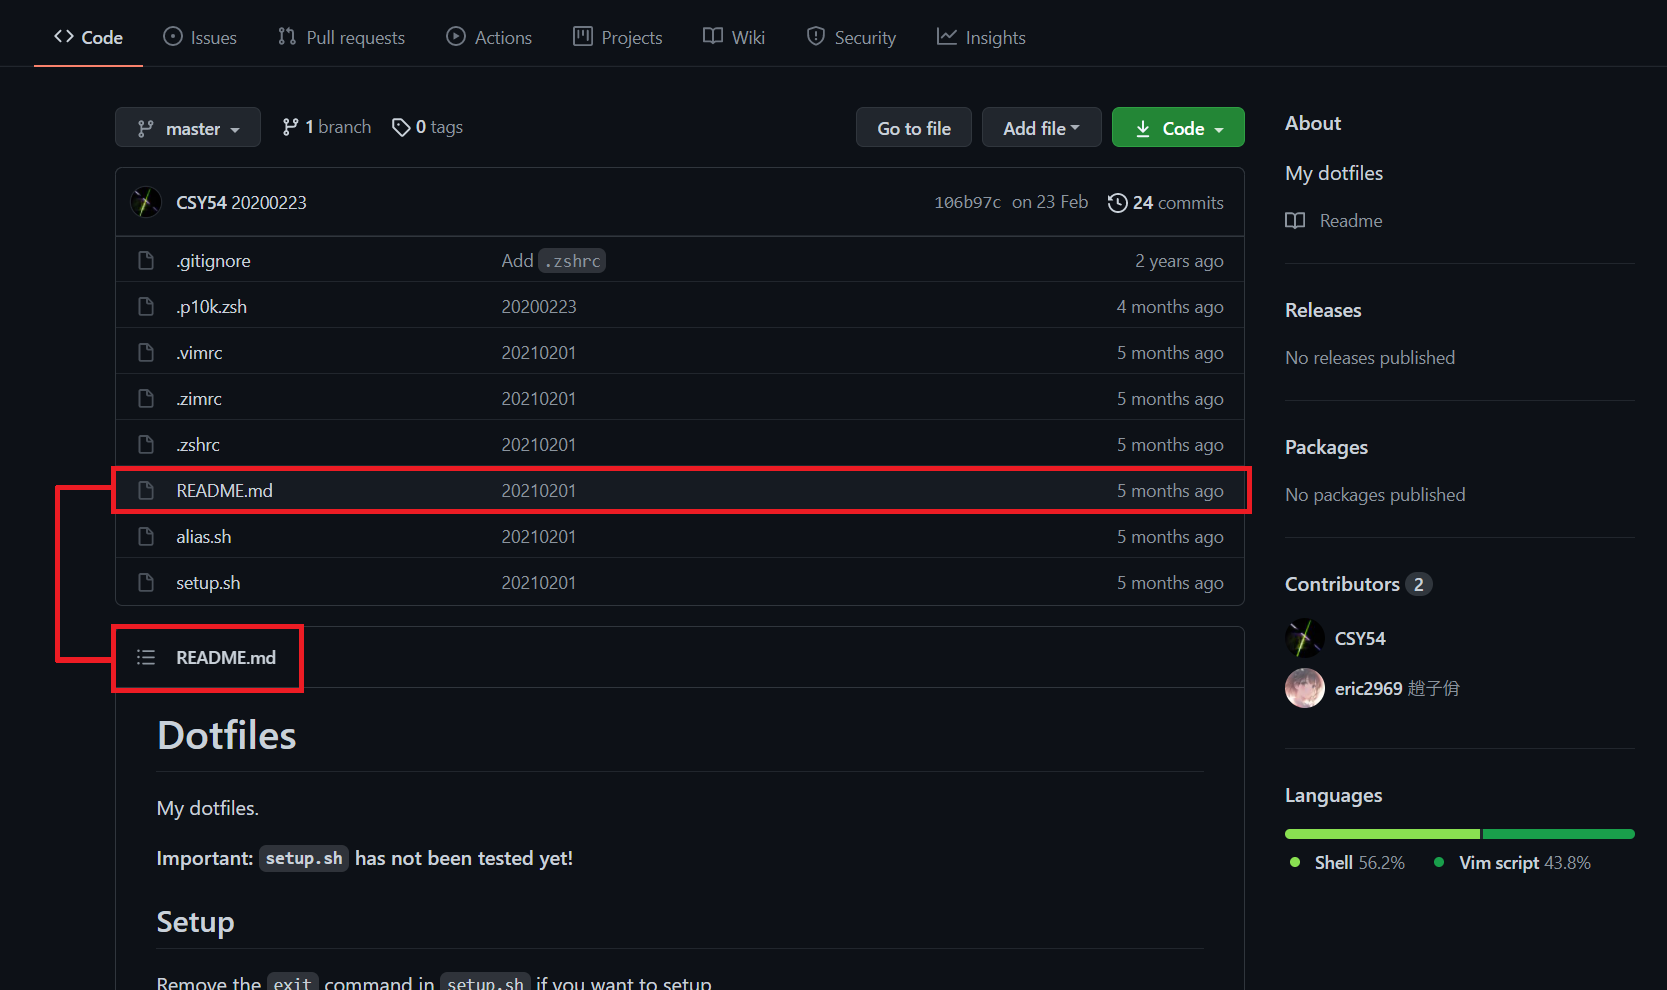 Code Issues Pull requests Actions Projects Wiki Security Insights
master 1 branch 0 tags Go to file Add file Code
CSY54 20200223 106b97c on 23 Feb 24 commits
.gitignore Add .zshrc 2 years ago
.p10k.zsh 20200223 4 months ago
.vimrc 20210201 5 months ago
.zimrc 20210201 5 months ago
.zshrc 20210201 5 months ago
README.md 20210201 5 months ago
alias.sh 20210201 5 months ago
setup.sh 20210201 5 months ago
README.md
Dotfiles
My dotfiles.
Important: setup.sh has not been tested yet!
Setup
Remove the exit command in setup.sh if you want to setup
About
My dotfiles
Readme
Releases
No releases published
Packages
No packages published
Contributors 2
CSY54
eric2969 趙子佾
Languages
Shell 56.2% Vim script 43.8%